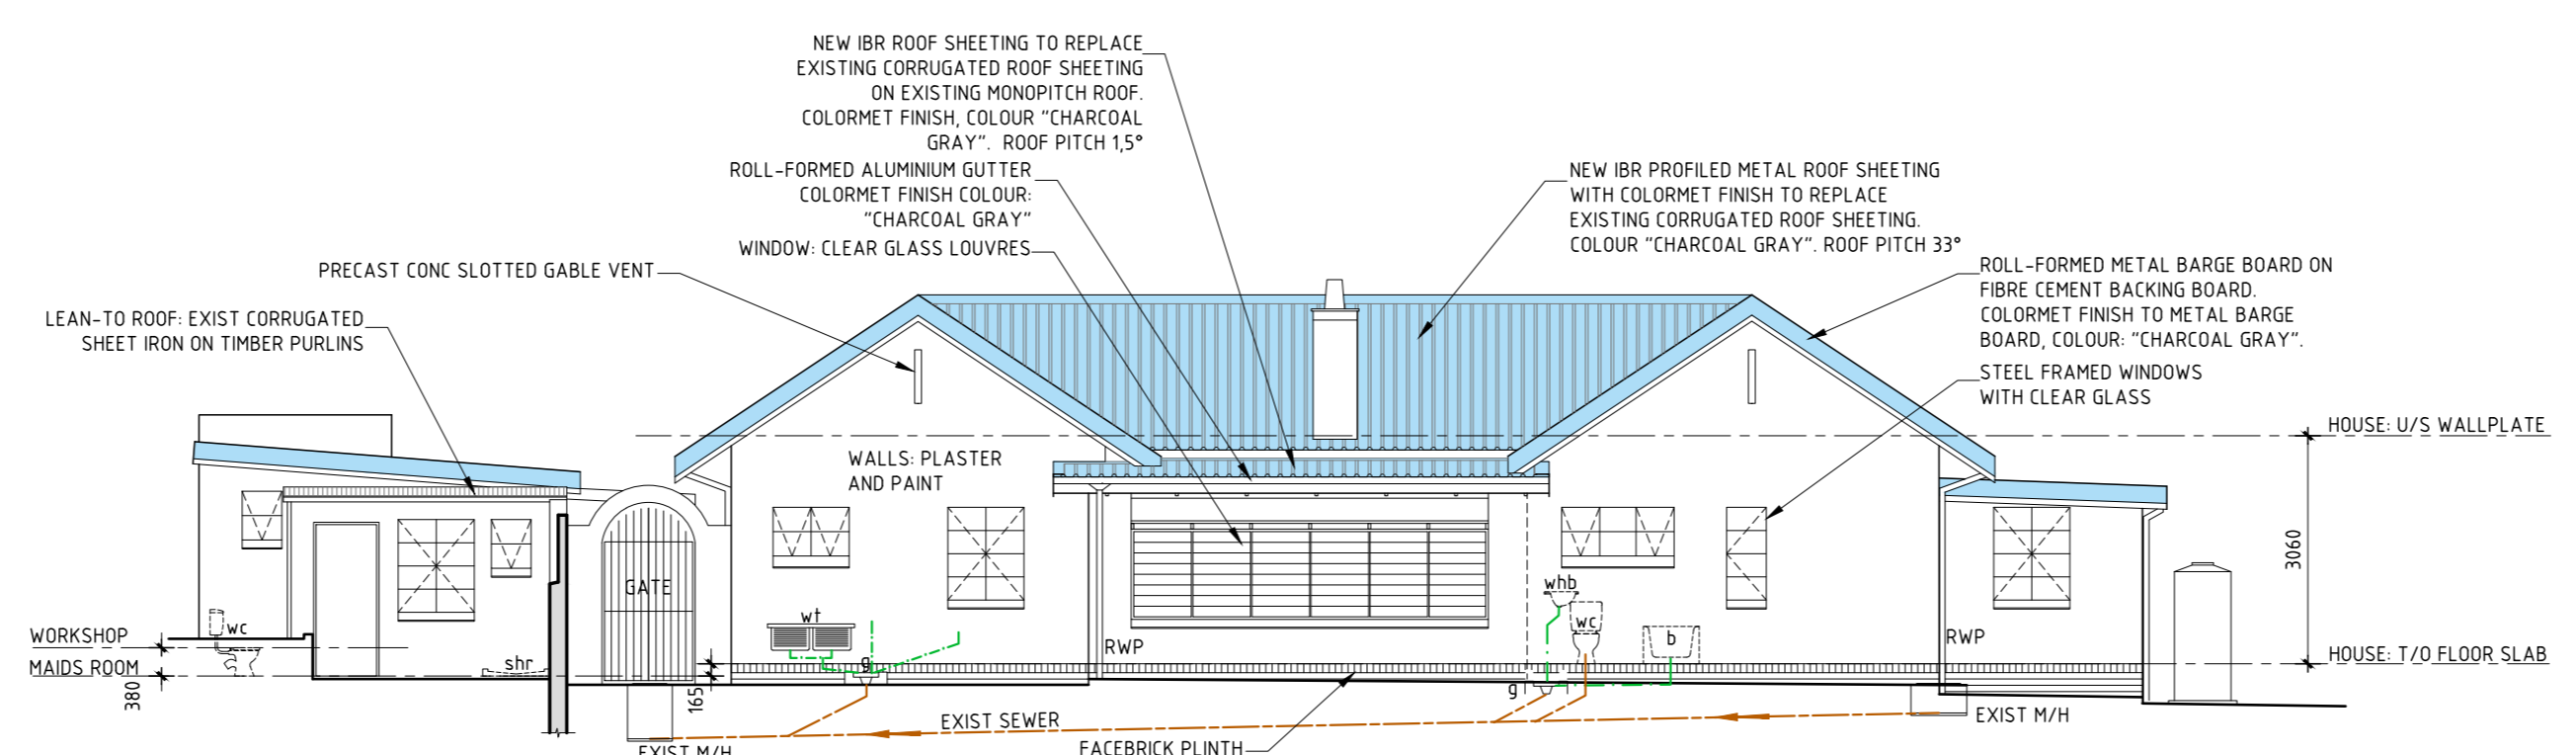 NEW IBR ROOF SHEETING TO REPLACE
EXISTING CORRUGATED ROOF SHEETING
ON EXISTING MONOPITCH ROOF.
COLORMET FINISH, COLOUR "CHARCOAL
GRAY". ROOF PITCH 1,5°
ROLL-FORMED ALUMINIUM GUTTER
COLORMET FINISH COLOUR:
"CHARCOAL GRAY"
WINDOW: CLEAR GLASS LOUVRES
PRECAST CONC SLOTTED GABLE VENT
LEAN-TO ROOF: EXIST CORRUGATED
SHEET IRON ON TIMBER PURLINS
NEW IBR PROFILED METAL ROOF SHEETING
WITH COLORMET FINISH TO REPLACE
EXISTING CORRUGATED ROOF SHEETING.
COLOUR "CHARCOAL GRAY". ROOF PITCH 33°
ROLL-FORMED METAL BARGE BOARD ON
FIBRE CEMENT BACKING BOARD.
COLORMET FINISH TO METAL BARGE
BOARD, COLOUR: "CHARCOAL GRAY".
STEEL FRAMED WINDOWS
WITH CLEAR GLASS
HOUSE: U/S WALLPLATE
WALLS: PLASTER
AND PAINT
3060
GATE
whb
wc
wt
wc
b
WORKSHOP
RWP
RWP
MAIDS ROOM
shr
g
HOUSE: T/O FLOOR SLAB
380
165
g
EXIST SEWER
EXIST M/H
EXIST M/H
FACEBRICK PLINTH